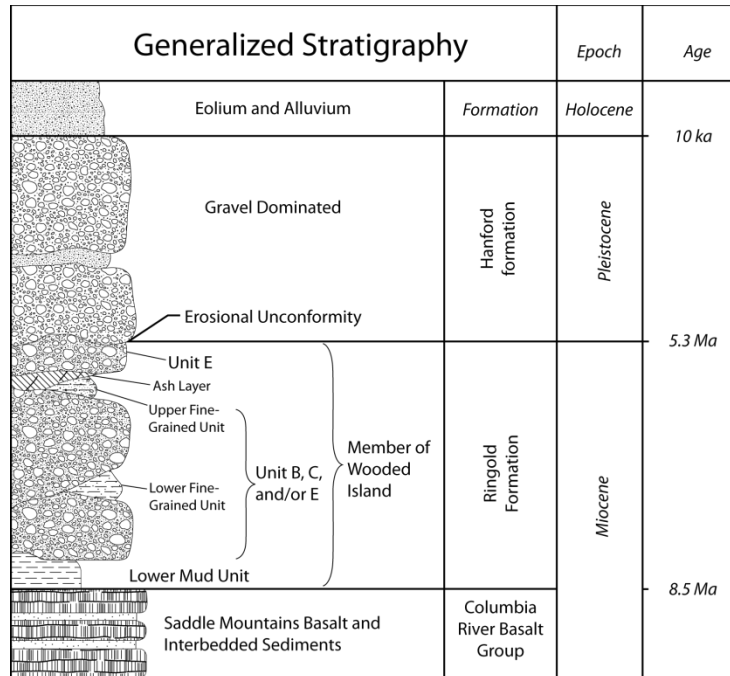 Generalized Stratigraphy
Epoch
Age
Eolium and Alluvium
Formation
Holocene
10 ka
Gravel Dominated
Hanford
formation
Pleistocene
Erosional Unconformity
5.3 Ma
Unit E
Ash Layer
Upper Fine-
Grained Unit
Lower Fine-
Grained Unit
Unit B, C,
and/or E
Member of
Wooded
Island
Ringold
Formation
Miocene
Lower Mud Unit
8.5 Ma
Saddle Mountains Basalt and
Interbedded Sediments
Columbia
River Basalt
Group